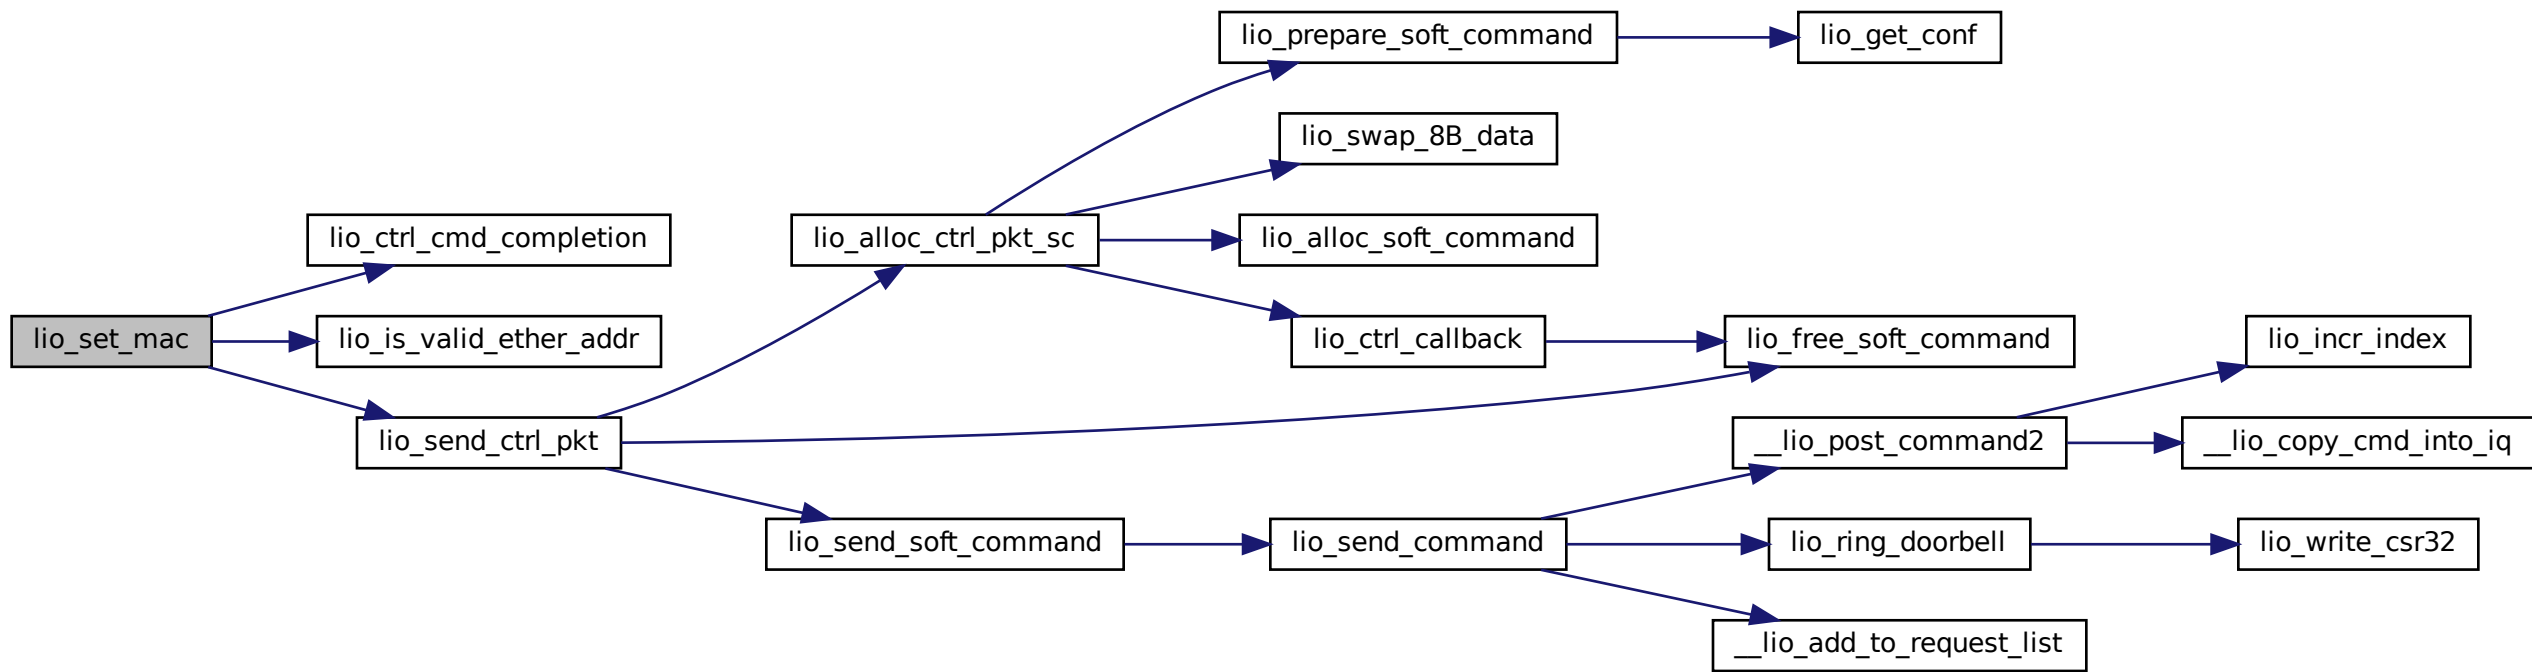 lio_prepare_soft_command
lio_get_conf
lio_swap_8B_data
lio_ctrl_cmd_completion
lio_alloc_ctrl_pkt_sc
lio_alloc_soft_command
lio_set_mac
lio_is_valid_ether_addr
lio_ctrl_callback
lio_free_soft_command
lio_incr_index
lio_send_ctrl_pkt
__lio_post_command2
__lio_copy_cmd_into_iq
lio_send_soft_command
lio_send_command
lio_ring_doorbell
lio_write_csr32
__lio_add_to_request_list